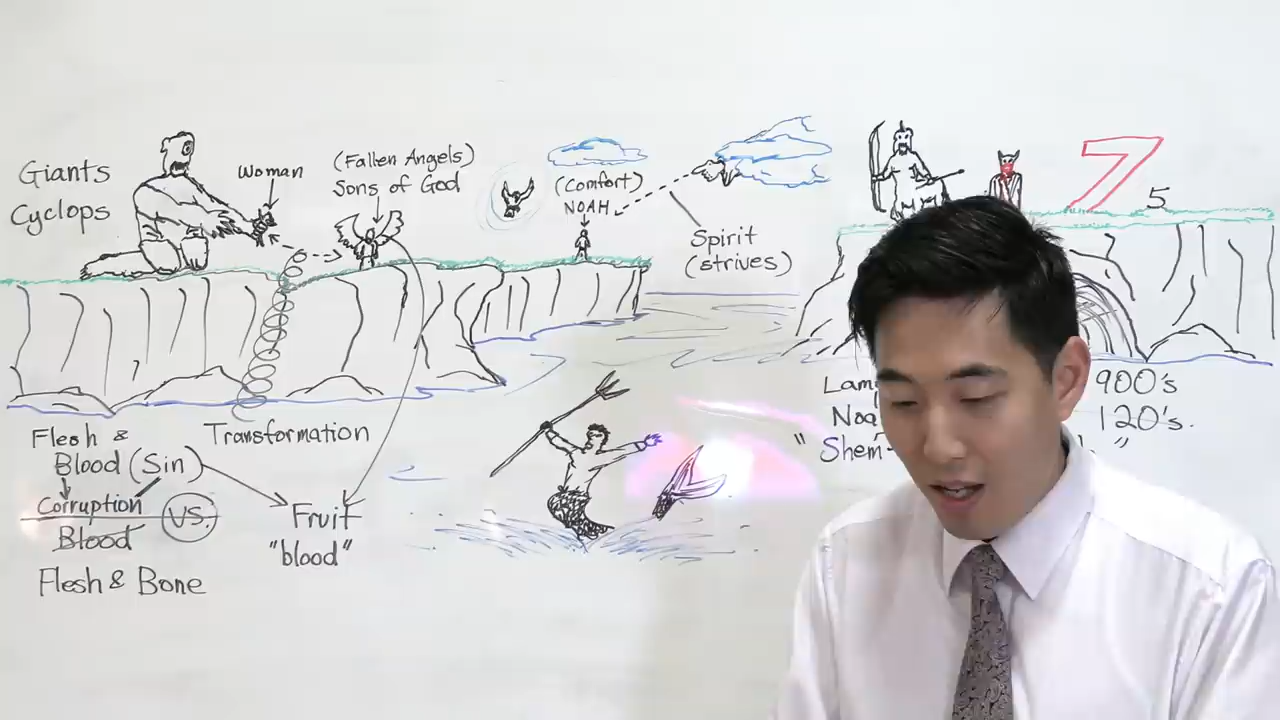 Giants
Cyclops
Woman
(Fallen Angels)
Sons of God
(Comfort)
NOAH
Spirit
(strives)
7
5
Flesh &
Blood (Sin)
Corruption
Blood
VS.
Flesh & Bone
Transformation
Fruit
"blood"
900's
120's.
"Shem-
"